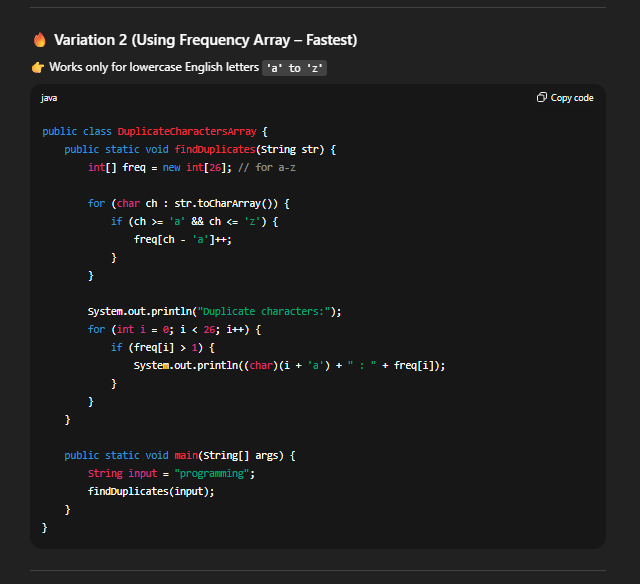 🔥 Variation 2 (Using Frequency Array – Fastest)
👉 Works only for lowercase English letters 'a' to 'z'
java
Copy code
public class DuplicateCharactersArray {
    public static void findDuplicates(String str) {
        int[] freq = new int[26]; // for a-z

        for (char ch : str.toCharArray()) {
            if (ch >= 'a' && ch <= 'z') {
                freq[ch - 'a']++;
            }
        }

        System.out.println("Duplicate characters:");
        for (int i = 0; i < 26; i++) {
            if (freq[i] > 1) {
                System.out.println((char)(i + 'a') + " : " + freq[i]);
            }
        }
    }

    public static void main(String[] args) {
        String input = "programming";
        findDuplicates(input);
    }
}